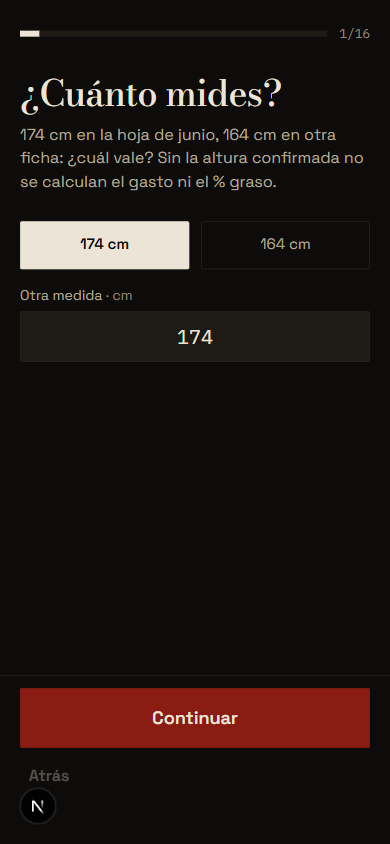 1/16
¿Cuánto mides?
174 cm en la hoja de junio, 164 cm en otra
ficha: ¿cuál vale? Sin la altura confirmada no
se calculan el gasto ni el % graso.
174 cm
164 cm
Otra medida · cm
174
Continuar
Atrás
N